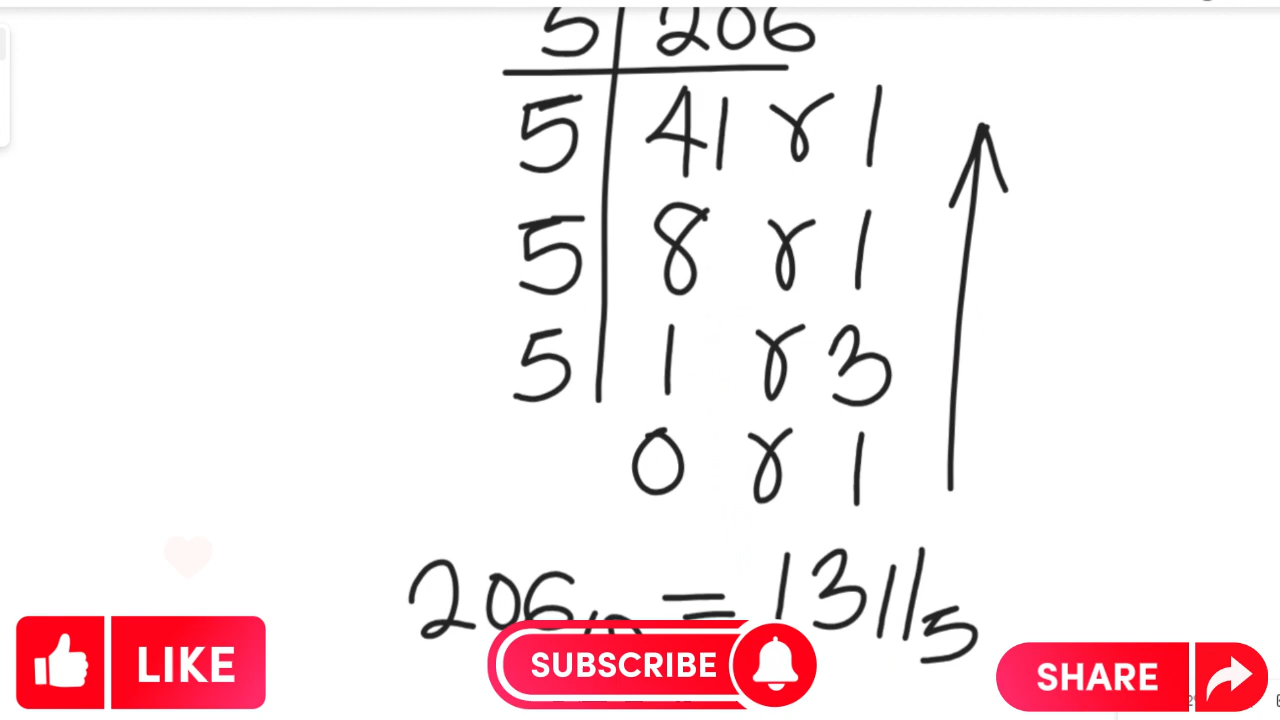 5 206
5 41 r 1
5 8 r 1
5 1 r 3
0 r 1
206₁₀ = 1311₅
LIKE
SUBSCRIBE
SHARE